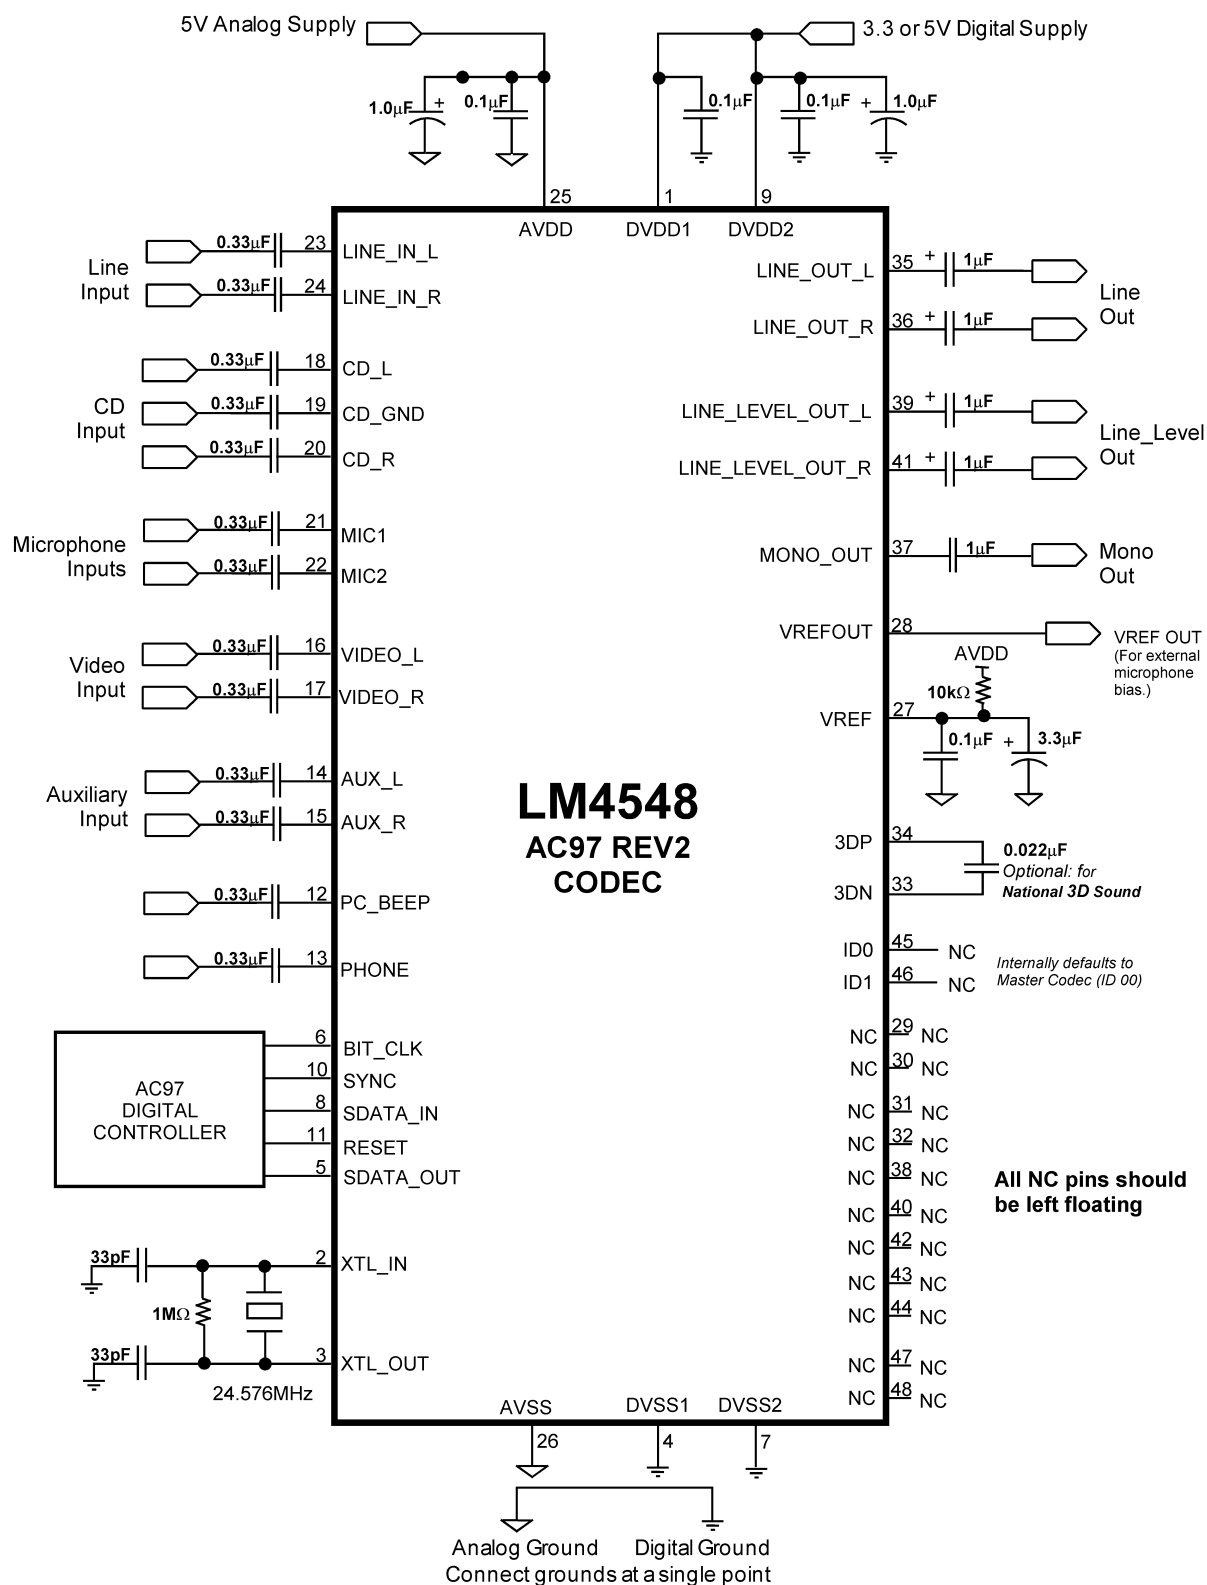 5V Analog Supply
3.3 or 5V Digital Supply
1.0µF +
0.1µF
0.1µF
0.1µF
+ 1.0µF
25
1
9
AVDD
DVDD1
DVDD2
Line
Input
0.33µF
23
LINE_IN_L
0.33µF
24
LINE_IN_R
CD
Input
0.33µF
18
CD_L
0.33µF
19
CD_GND
0.33µF
20
CD_R
Microphone
Inputs
0.33µF
21
MIC1
0.33µF
22
MIC2
Video
Input
0.33µF
16
VIDEO_L
0.33µF
17
VIDEO_R
Auxiliary
Input
0.33µF
14
AUX_L
0.33µF
15
AUX_R
0.33µF
12
PC_BEEP
0.33µF
13
PHONE
AC97
DIGITAL
CONTROLLER
6
BIT_CLK
10
SYNC
8
SDATA_IN
11
RESET
5
SDATA_OUT
33pF
2
XTL_IN
1MΩ
33pF
3
XTL_OUT
24.576MHz
LM4548
AC97 REV2
CODEC
LINE_OUT_L
35
+
1µF
LINE_OUT_R
36
+
1µF
Line
Out
LINE_LEVEL_OUT_L
39
+
1µF
LINE_LEVEL_OUT_R
41
+
1µF
Line_Level
Out
MONO_OUT
37
1µF
Mono
Out
VREFOUT
28
VREF OUT
(For external
microphone
bias.)
AVDD
10kΩ
VREF
27
0.1µF
+
3.3µF
3DP
34
0.022µF
Optional: for
National 3D Sound
3DN
33
ID0
45
NC
ID1
46
NC
Internally defaults to
Master Codec (ID 00)
NC 29 NC
NC 30 NC
NC 31 NC
NC 32 NC
NC 38 NC
NC 40 NC
NC 42 NC
NC 43 NC
NC 44 NC
NC 47 NC
NC 48 NC
All NC pins should
be left floating
AVSS
DVSS1
DVSS2
26
4
7
Analog Ground
Digital Ground
Connect grounds at a single point